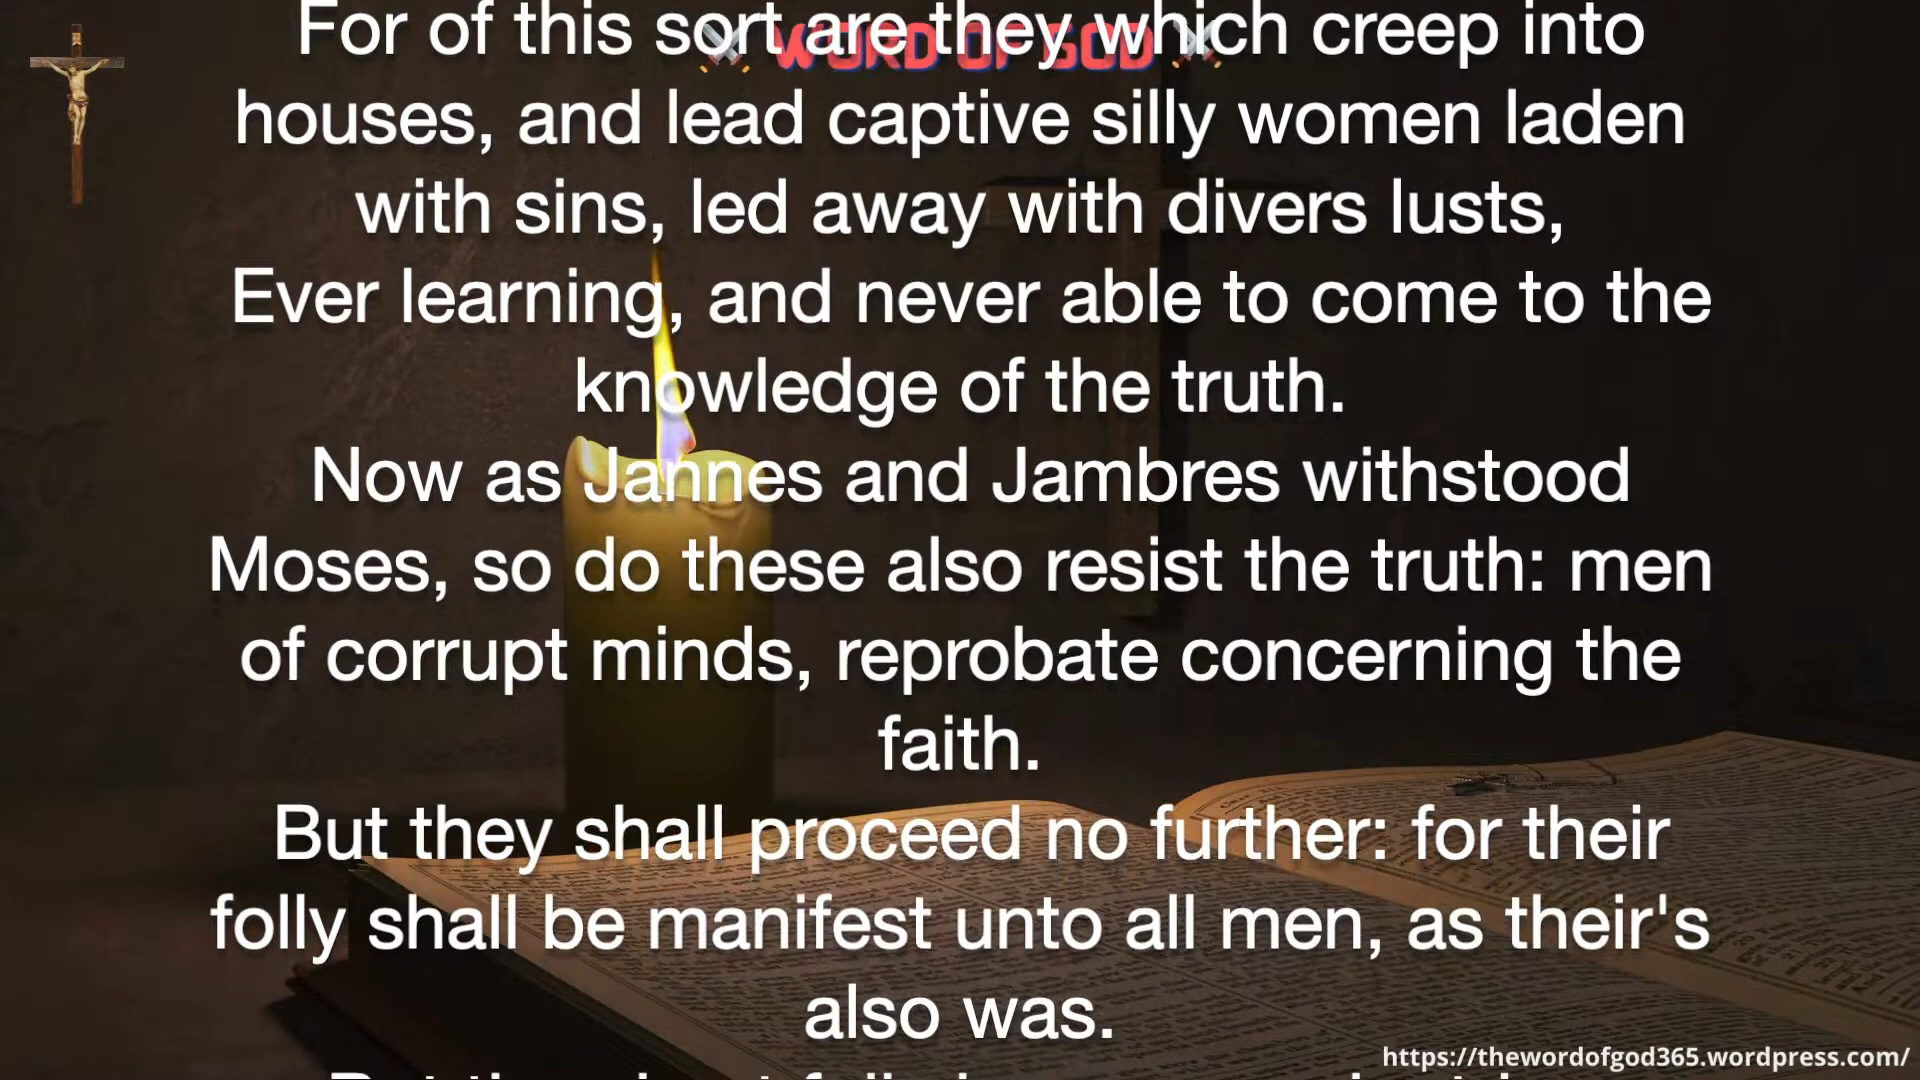 WORD OF GOD
For of this sort are they which creep into
houses, and lead captive silly women laden
with sins, led away with divers lusts,
Ever learning, and never able to come to the
knowledge of the truth.
Now as Jannes and Jambres withstood
Moses, so do these also resist the truth: men
of corrupt minds, reprobate concerning the
faith.
But they shall proceed no further: for their
folly shall be manifest unto all men, as their's
also was.
https://thewordofgod365.wordpress.com/